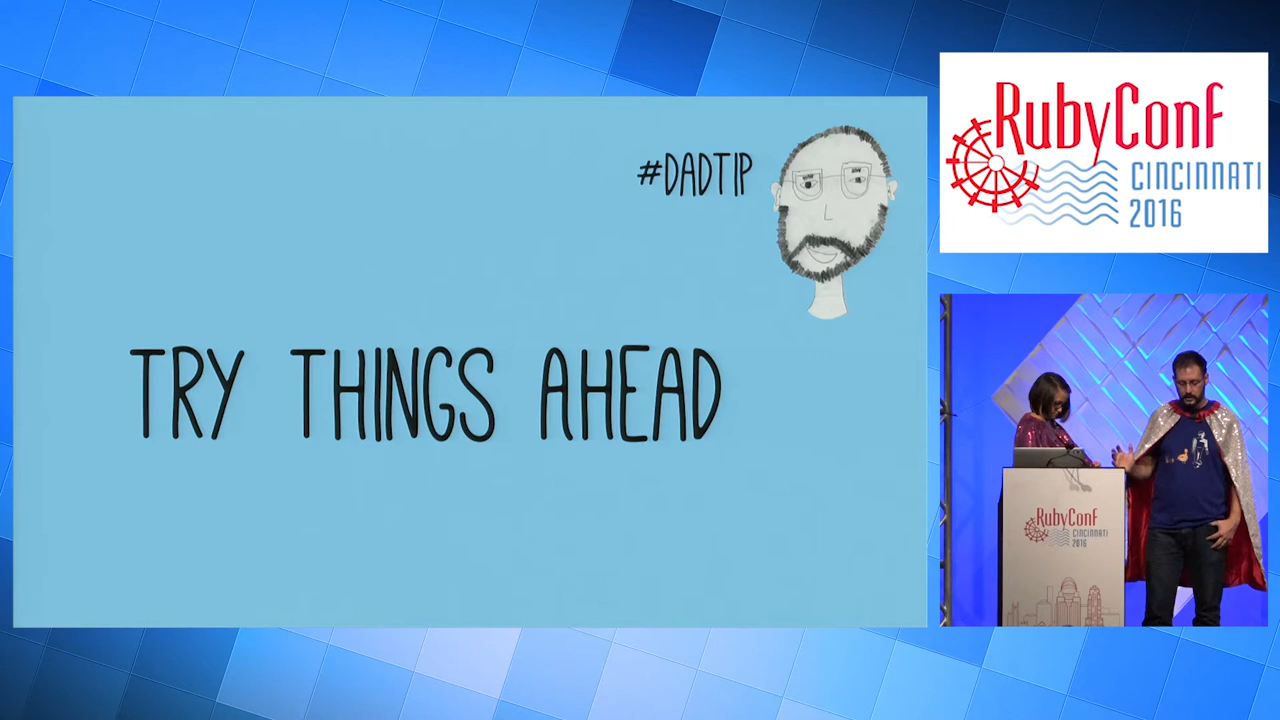 #DADTIP
TRY THINGS AHEAD
RUBYCONF
CINCINNATI
2016
RUBYCONF
CINCINNATI
2016